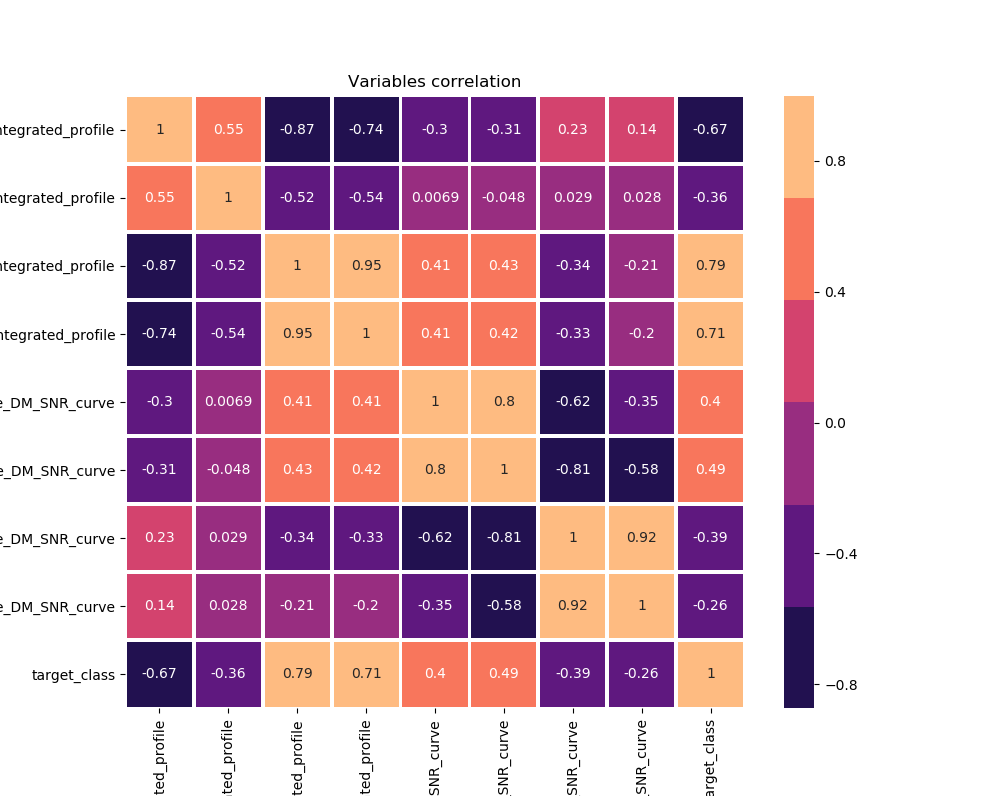 Variables correlation
ntegrated_profile 1 0.55 -0.87 -0.74 -0.3 -0.31 0.23 0.14 -0.67
ntegrated_profile 0.55 1 -0.52 -0.54 0.0069 -0.048 0.029 0.028 -0.36
ntegrated_profile -0.87 -0.52 1 0.95 0.41 0.43 -0.34 -0.21 0.79
ntegrated_profile -0.74 -0.54 0.95 1 0.41 0.42 -0.33 -0.2 0.71
e_DM_SNR_curve -0.3 0.0069 0.41 0.41 1 0.8 -0.62 -0.35 0.4
e_DM_SNR_curve -0.31 -0.048 0.43 0.42 0.8 1 -0.81 -0.58 0.49
e_DM_SNR_curve 0.23 0.029 -0.34 -0.33 -0.62 -0.81 1 0.92 -0.39
e_DM_SNR_curve 0.14 0.028 -0.21 -0.2 -0.35 -0.58 0.92 1 -0.26
target_class -0.67 -0.36 0.79 0.71 0.4 0.49 -0.39 -0.26 1
ted_profile
ted_profile
ted_profile
ted_profile
SNR_curve
SNR_curve
SNR_curve
_SNR_curve
arget_class
0.8
0.4
0.0
−0.4
−0.8